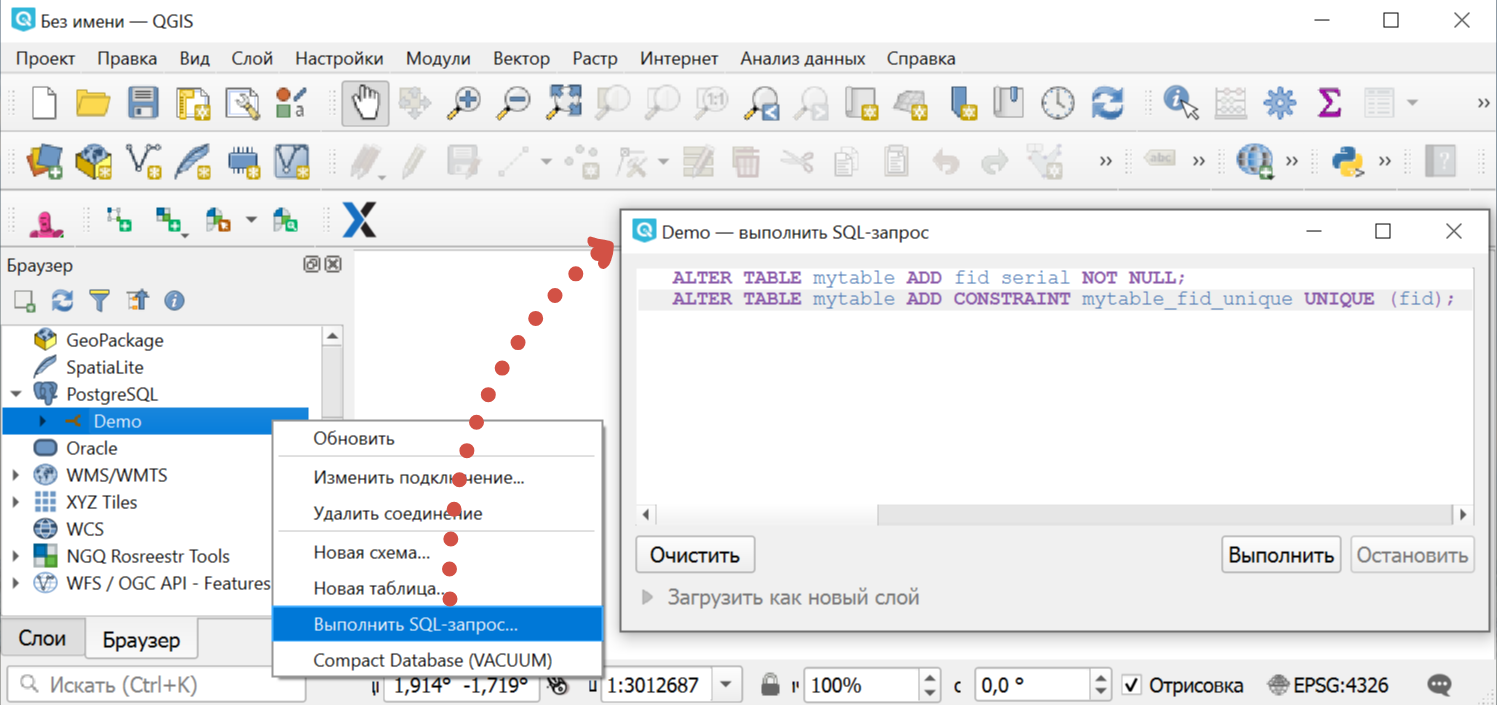 Без имени — QGIS
Проект Правка Вид Слой Настройки Модули Вектор Растр Интернет Анализ данных Справка
a
1:1
abc
Demo — выполнить SQL-запрос
ALTER TABLE mytable ADD fid serial NOT NULL;
ALTER TABLE mytable ADD CONSTRAINT mytable_fid_unique UNIQUE (fid);
Очистить
Выполнить
Остановить
Загрузить как новый слой
Браузер
GeoPackage
SpatiaLite
PostgreSQL
Demo
Oracle
WMS/WMTS
XYZ Tiles
WCS
NGQ Rosreestr Tools
WFS / OGC API - Features
Обновить
Изменить подключение...
Удалить соединение
Новая схема...
Новая таблица...
Выполнить SQL-запрос...
Compact Database (VACUUM)
Слои
Браузер
Искать (Ctrl+K)
1,914° -1,719°
1:3012687
100%
0,0 °
Отрисовка
EPSG:4326